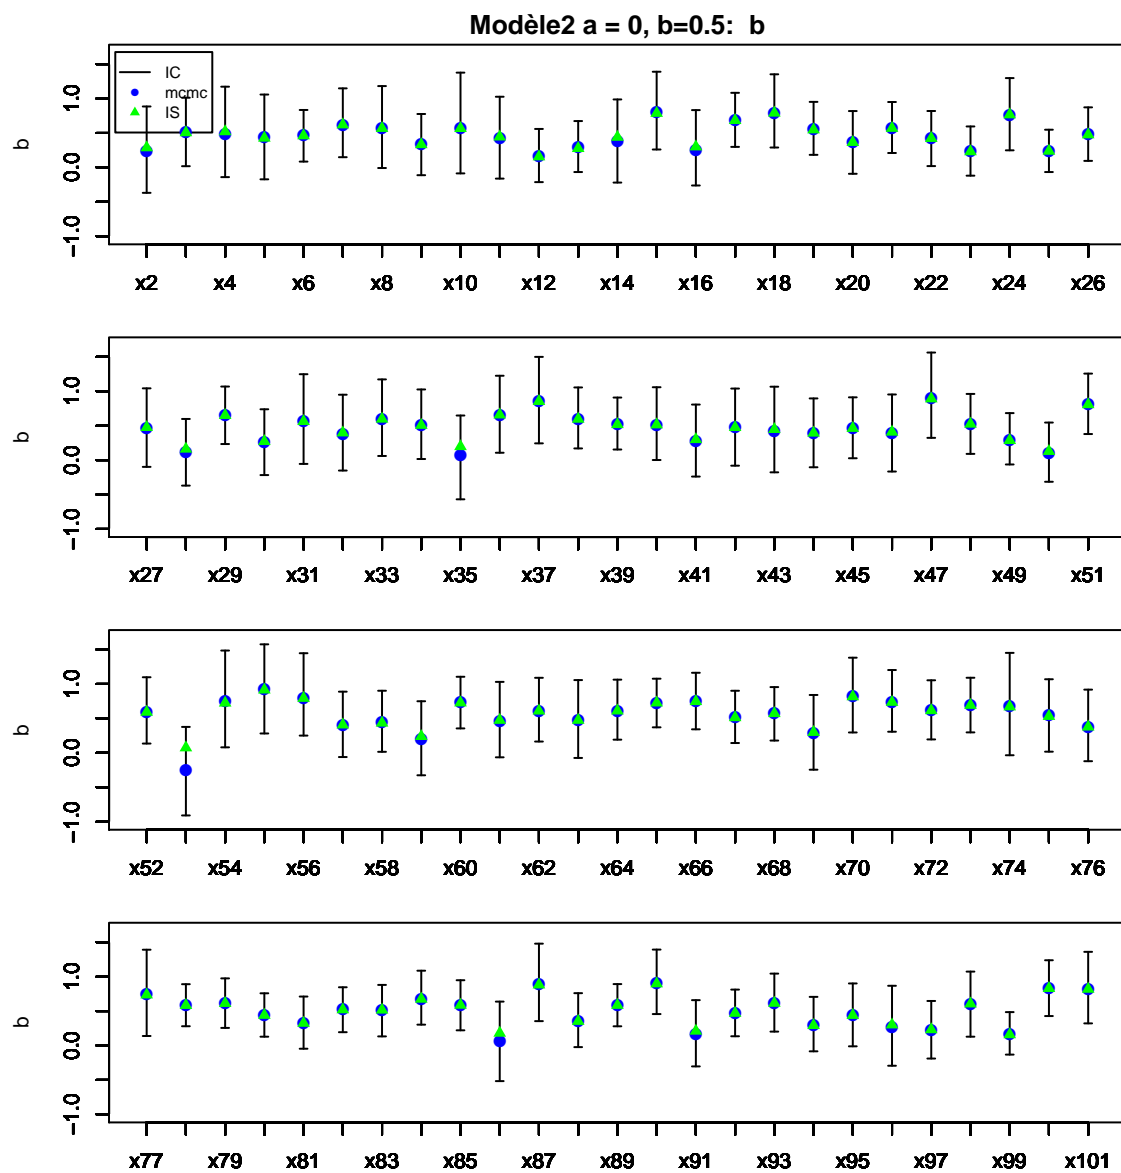 Modèle2 a = 0, b=0.5:  b
IC
mcmc
IS
b
1.0
0.0
−1.0
x2 x4 x6 x8 x10 x12 x14 x16 x18 x20 x22 x24 x26
b
1.0
0.0
−1.0
x27 x29 x31 x33 x35 x37 x39 x41 x43 x45 x47 x49 x51
b
1.0
0.0
−1.0
x52 x54 x56 x58 x60 x62 x64 x66 x68 x70 x72 x74 x76
b
1.0
0.0
−1.0
x77 x79 x81 x83 x85 x87 x89 x91 x93 x95 x97 x99 x101